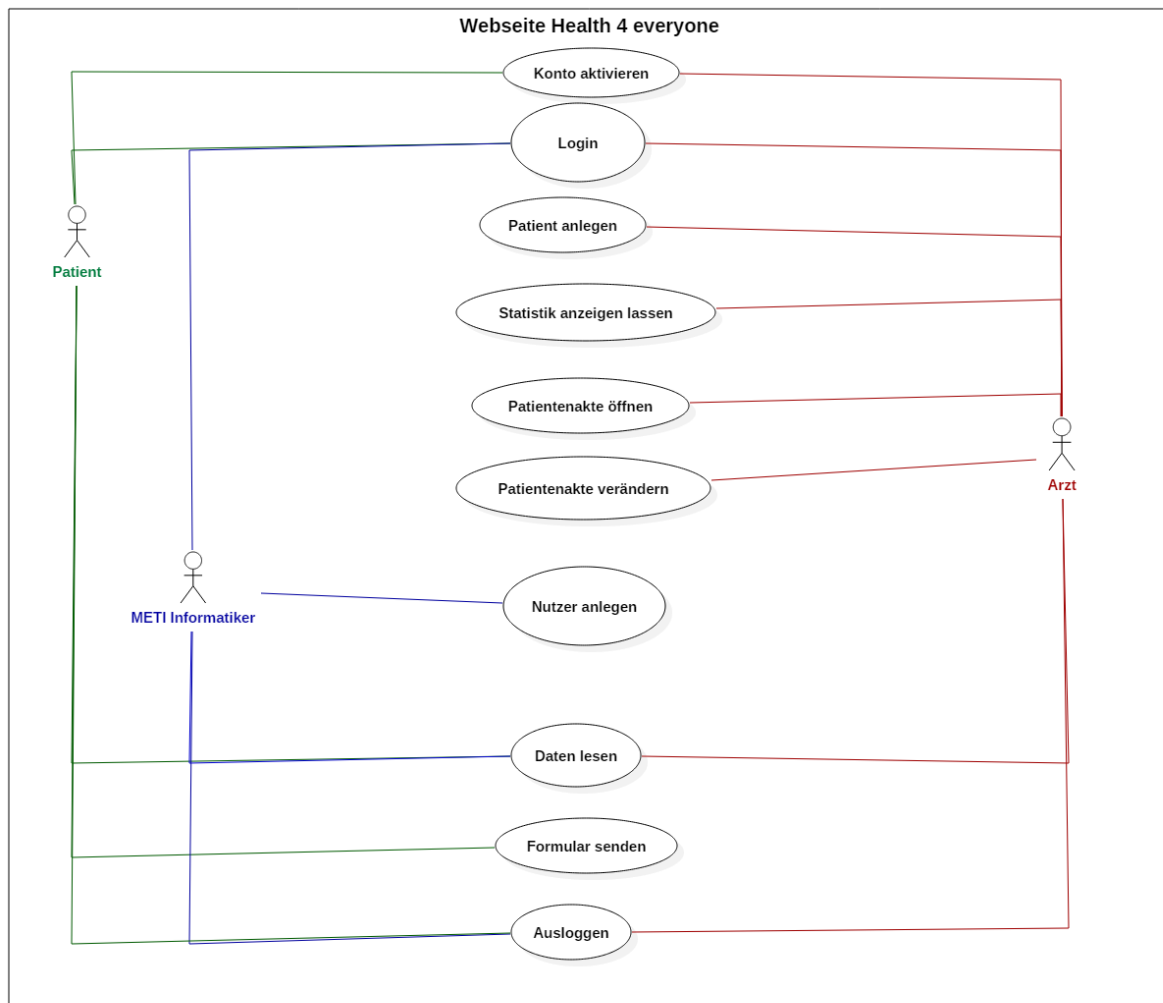 Webseite Health 4 everyone
Konto aktivieren
Login
Patient anlegen
Patient
Statistik anzeigen lassen
Patientenakte öffnen
Patientenakte verändern
Arzt
Nutzer anlegen
METI Informatiker
Daten lesen
Formular senden
Ausloggen